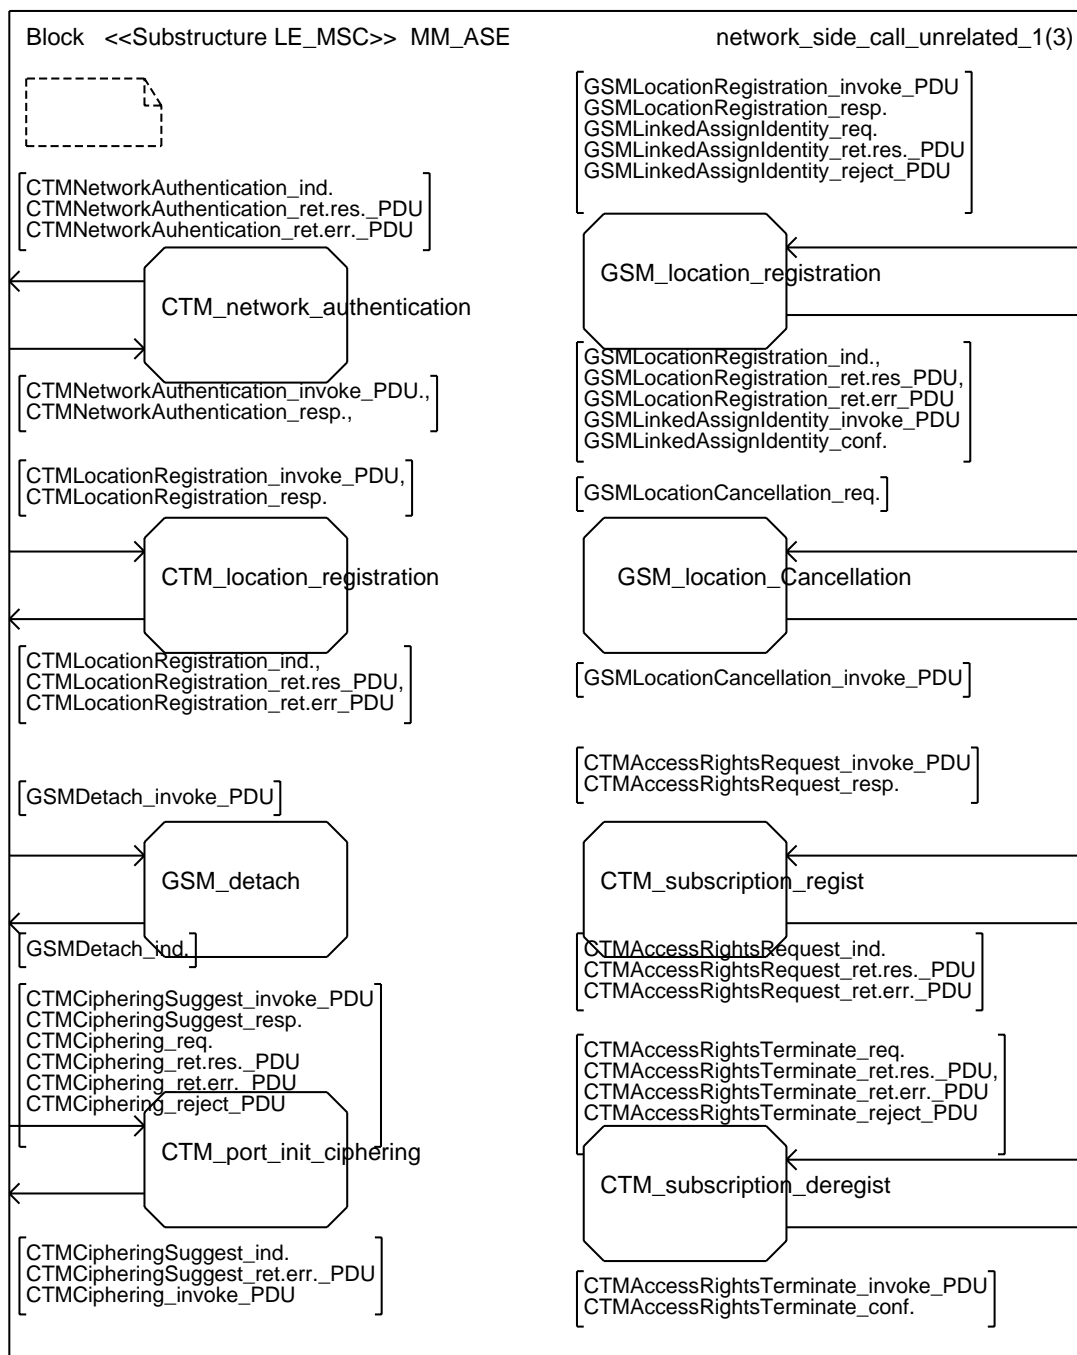 Block <<Substructure LE_MSC>> MM_ASE network_side_call_unrelated_1(3)
CTMNetworkAuthentication_ind.
CTMNetworkAuthentication_ret.res._PDU
CTMNetworkAuhentication_ret.err._PDU
CTM_network_authentication
CTMNetworkAuthentication_invoke_PDU.,
CTMNetworkAuthentication_resp.,
CTMLocationRegistration_invoke_PDU,
CTMLocationRegistration_resp.
CTM_location_registration
CTMLocationRegistration_ind.,
CTMLocationRegistration_ret.res_PDU,
CTMLocationRegistration_ret.err_PDU
GSMDetach_invoke_PDU
GSM_detach
GSMDetach_ind.
CTMCipheringSuggest_invoke_PDU
CTMCipheringSuggest_resp.
CTMCiphering_req.
CTMCiphering_ret.res._PDU
CTMCiphering_ret.err._PDU
CTMCiphering_reject_PDU
CTM_port_init_ciphering
CTMCipheringSuggest_ind.
CTMCipheringSuggest_ret.err._PDU
CTMCiphering_invoke_PDU
GSMLocationRegistration_invoke_PDU
GSMLocationRegistration_resp.
GSMLinkedAssignIdentity_req.
GSMLinkedAssignIdentity_ret.res._PDU
GSMLinkedAssignIdentity_reject_PDU
GSM_location_registration
GSMLocationRegistration_ind.,
GSMLocationRegistration_ret.res_PDU,
GSMLocationRegistration_ret.err_PDU
GSMLinkedAssignIdentity_invoke_PDU
GSMLinkedAssignIdentity_conf.
GSMLocationCancellation_req.
GSM_location_Cancellation
GSMLocationCancellation_invoke_PDU
CTMAccessRightsRequest_invoke_PDU
CTMAccessRightsRequest_resp.
CTM_subscription_regist
CTMAccessRightsRequest_ind.
CTMAccessRightsRequest_ret.res._PDU
CTMAccessRightsRequest_ret.err._PDU
CTMAccessRightsTerminate_req.
CTMAccessRightsTerminate_ret.res._PDU,
CTMAccessRightsTerminate_ret.err._PDU
CTMAccessRightsTerminate_reject_PDU
CTM_subscription_deregist
CTMAccessRightsTerminate_invoke_PDU
CTMAccessRightsTerminate_conf.